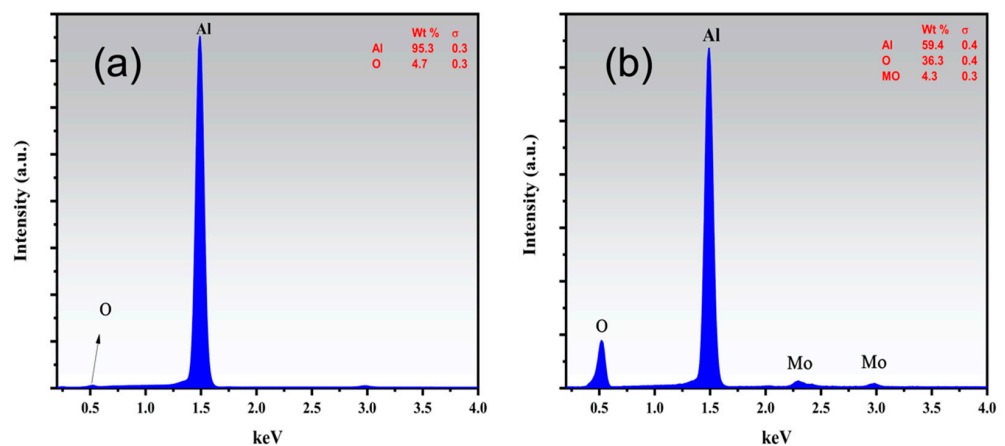 (a)
Al
Wt % σ
Al 95.3 0.3
O 4.7 0.3
O
Intensity (a.u.)
0.5 1.0 1.5 2.0 2.5 3.0 3.5 4.0
keV
(b)
Al
Wt % σ
Al 59.4 0.4
O 36.3 0.4
MO 4.3 0.3
O
Mo
Mo
Intensity (a.u.)
0.5 1.0 1.5 2.0 2.5 3.0 3.5 4.0
keV